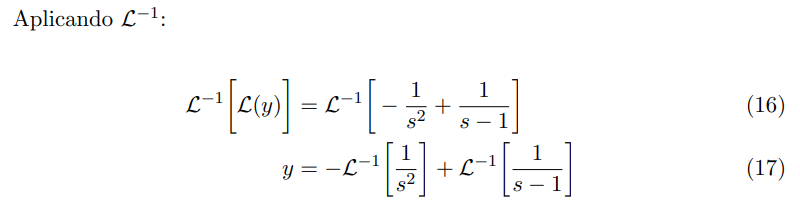 Aplicando ℒ⁻¹:
ℒ⁻¹[ℒ(y)] = ℒ⁻¹[ − 1/s² + 1/(s − 1) ] (16)
y = −ℒ⁻¹[1/s²] + ℒ⁻¹[1/(s − 1)] (17)